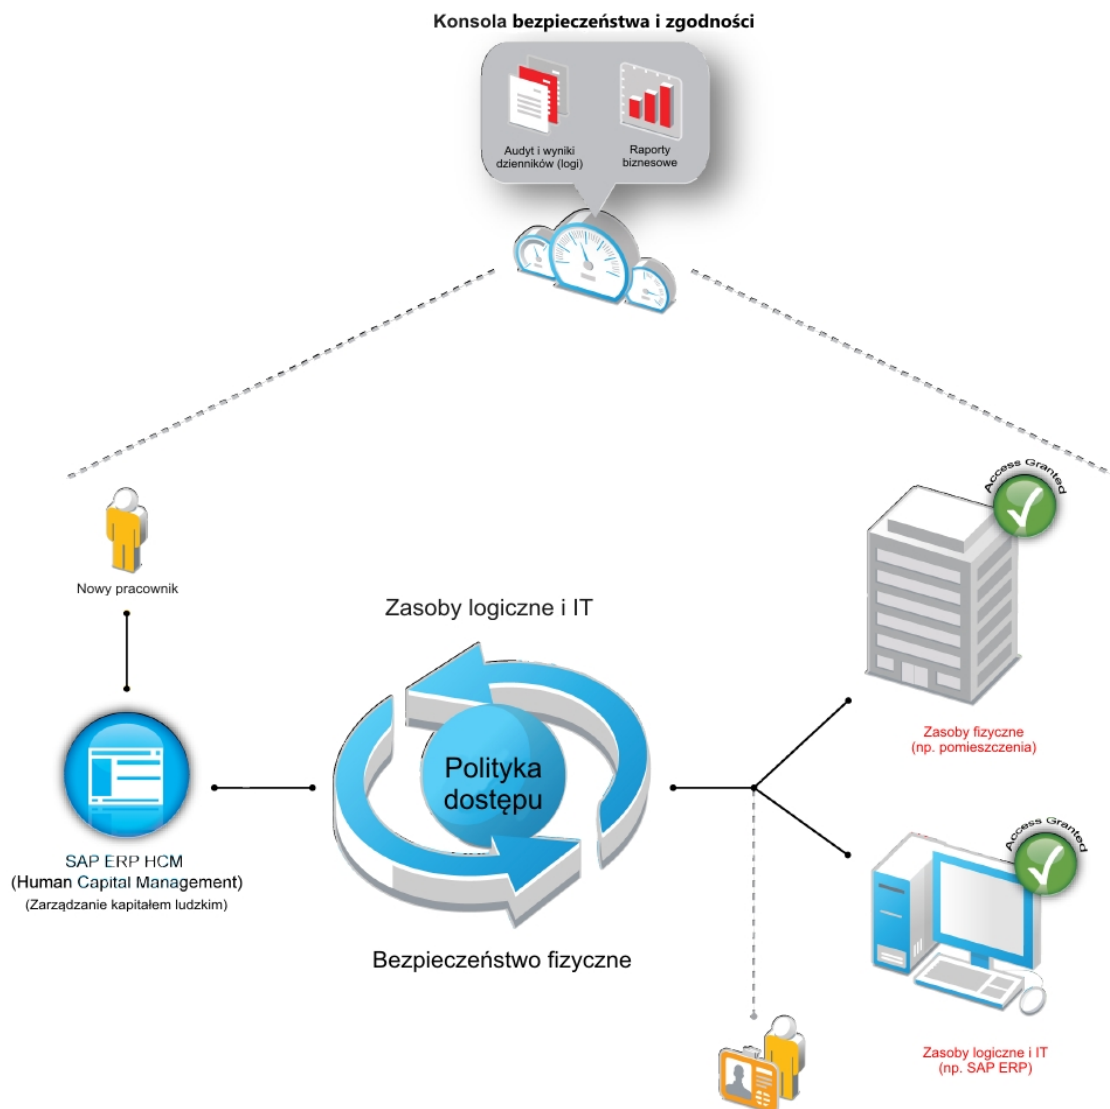 Konsola bezpieczeństwa i zgodności
Audyt i wyniki
dzienników (logi)
Raporty
biznesowe
Access Granted
Nowy pracownik
Zasoby logiczne i IT
Polityka
dostępu
Bezpieczeństwo fizyczne
SAP ERP HCM
(Human Capital Management)
(Zarządzanie kapitałem ludzkim)
Zasoby fizyczne
(np. pomieszczenia)
Access Granted
Zasoby logiczne i IT
(np. SAP ERP)